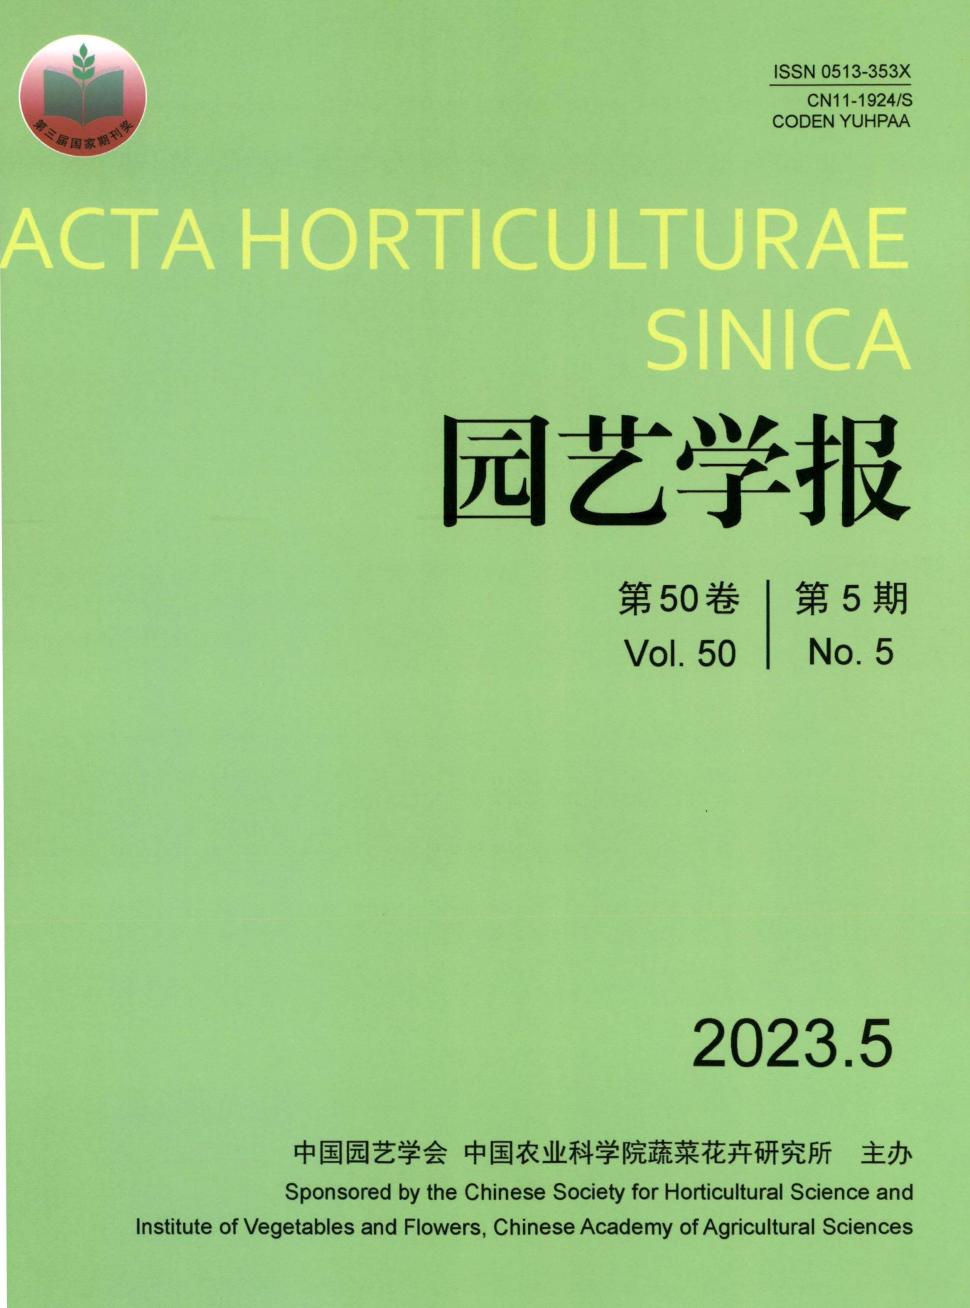 第三届国家期刊奖
ISSN 0513-353X
CN11-1924/S
CODEN YUHPAA
ACTA HORTICULTURAE
SINICA
园艺学报
第50卷 第 5 期
Vol. 50 No. 5
2023.5
中国园艺学会 中国农业科学院蔬菜花卉研究所 主办
Sponsored by the Chinese Society for Horticultural Science and
Institute of Vegetables and Flowers, Chinese Academy of Agricultural Sciences